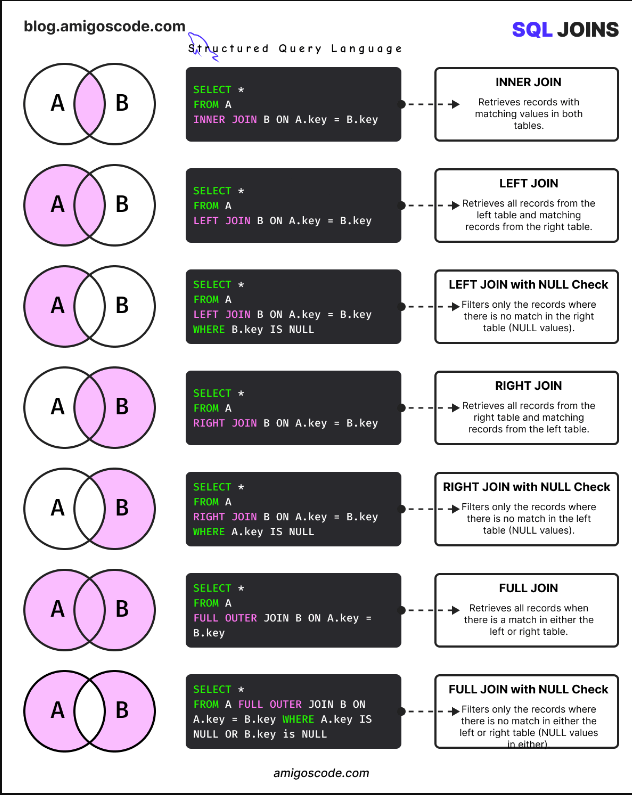 blog.amigoscode.com
SQL JOINS
Structured Query Language
A B
SELECT *
FROM A
INNER JOIN B ON A.key = B.key
INNER JOIN
Retrieves records with
matching values in both
tables.
A B
SELECT *
FROM A
LEFT JOIN B ON A.key = B.key
LEFT JOIN
Retrieves all records from the
left table and matching
records from the right table.
A B
SELECT *
FROM A
LEFT JOIN B ON A.key = B.key
WHERE B.key IS NULL
LEFT JOIN with NULL Check
Filters only the records where
there is no match in the right
table (NULL values).
A B
SELECT *
FROM A
RIGHT JOIN B ON A.key = B.key
RIGHT JOIN
Retrieves all records from the
right table and matching
records from the left table.
A B
SELECT *
FROM A
RIGHT JOIN B ON A.key = B.key
WHERE A.key IS NULL
RIGHT JOIN with NULL Check
Filters only the records where
there is no match in the left
table (NULL values).
A B
SELECT *
FROM A
FULL OUTER JOIN B ON A.key =
B.key
FULL JOIN
Retrieves all records when
there is a match in either the
left or right table.
A B
SELECT *
FROM A FULL OUTER JOIN B ON
A.key = B.key WHERE A.key IS
NULL OR B.key is NULL
FULL JOIN with NULL Check
Filters only the records where
there is no match in either the
left or right table (NULL values
in either).
amigoscode.com